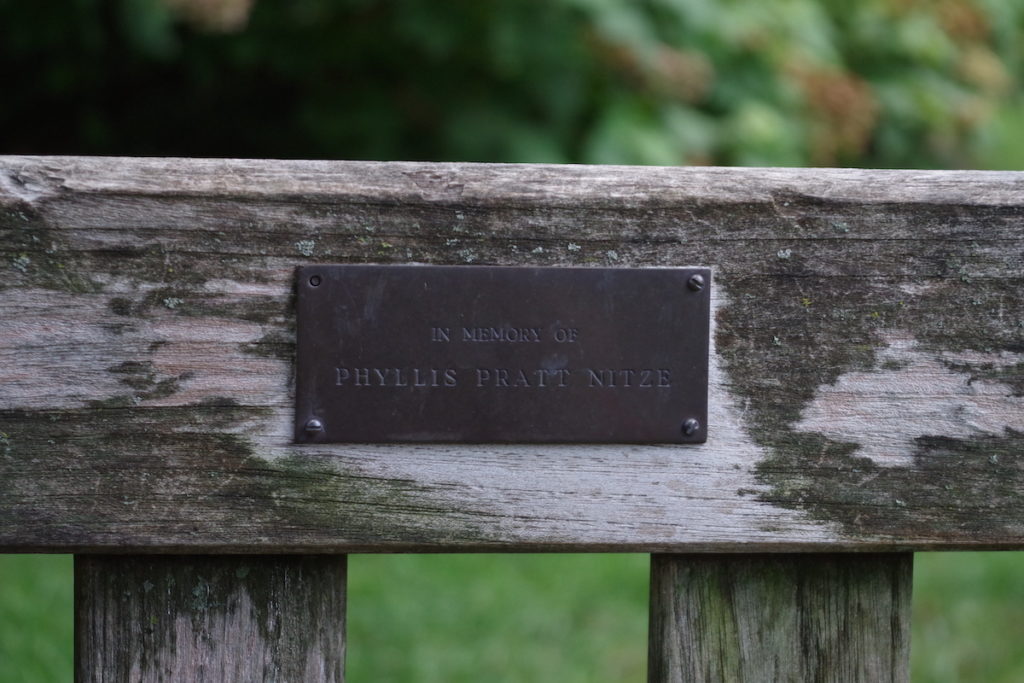 IN MEMORY OF
PHYLLIS PRATT NITZE